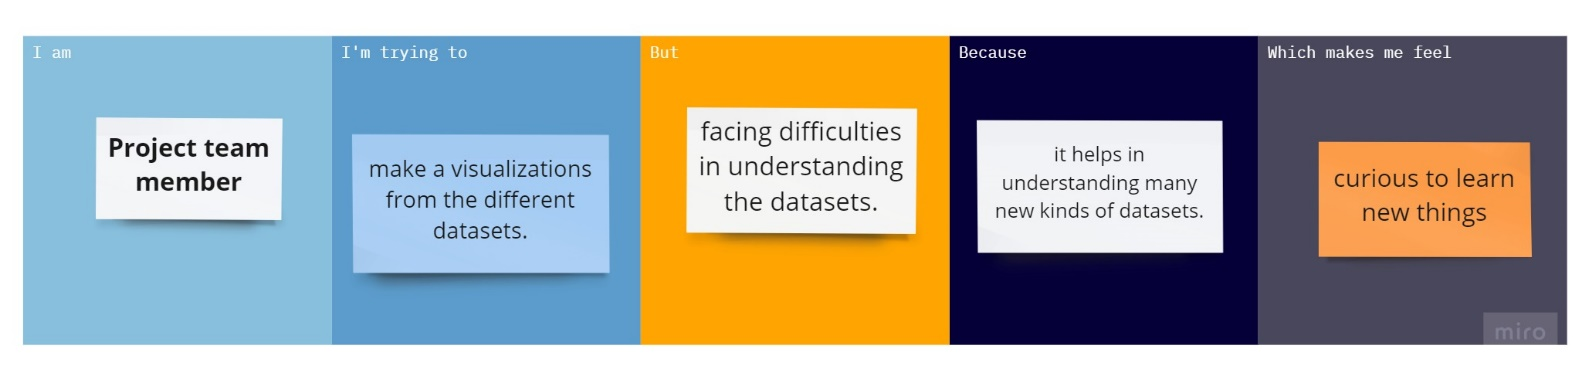 I am
Project team
member
I'm trying to
make a visualizations
from the different
datasets.
But
facing difficulties
in understanding
the datasets.
Because
it helps in
understanding many
new kinds of datasets.
Which makes me feel
curious to learn
new things
miro